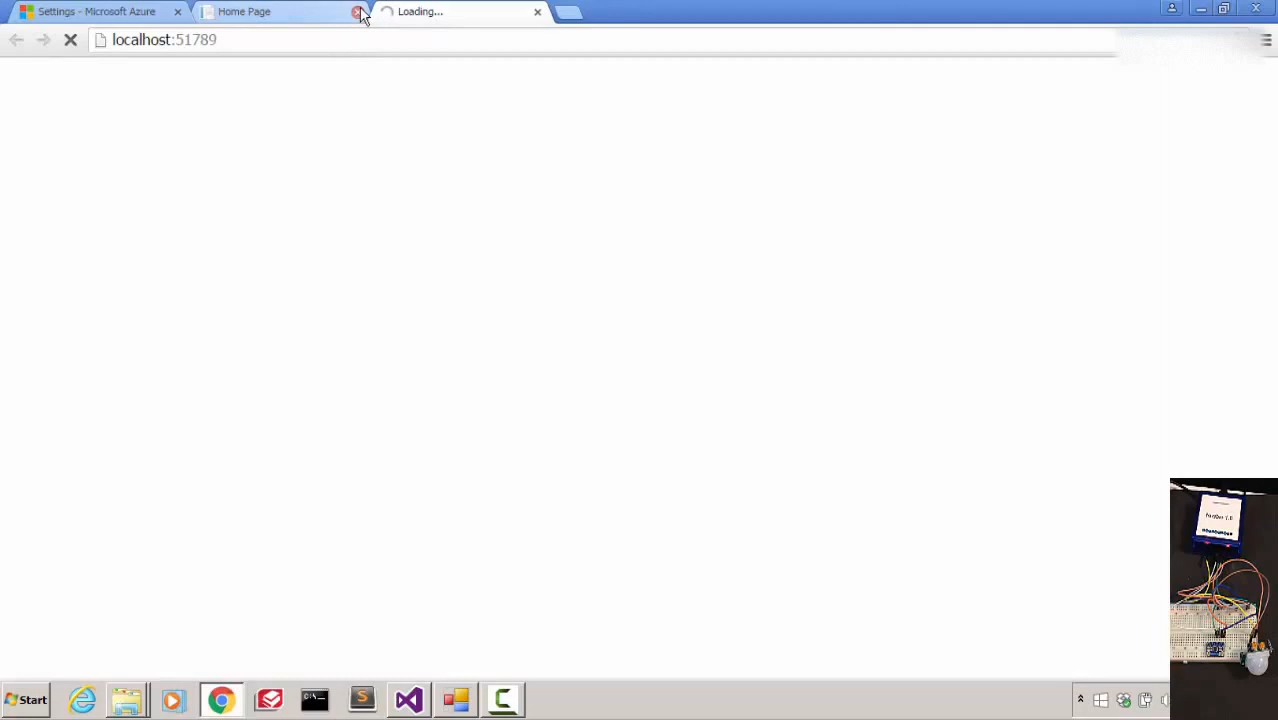 Settings - Microsoft Azure
Home Page
Loading...
localhost:51789
Start